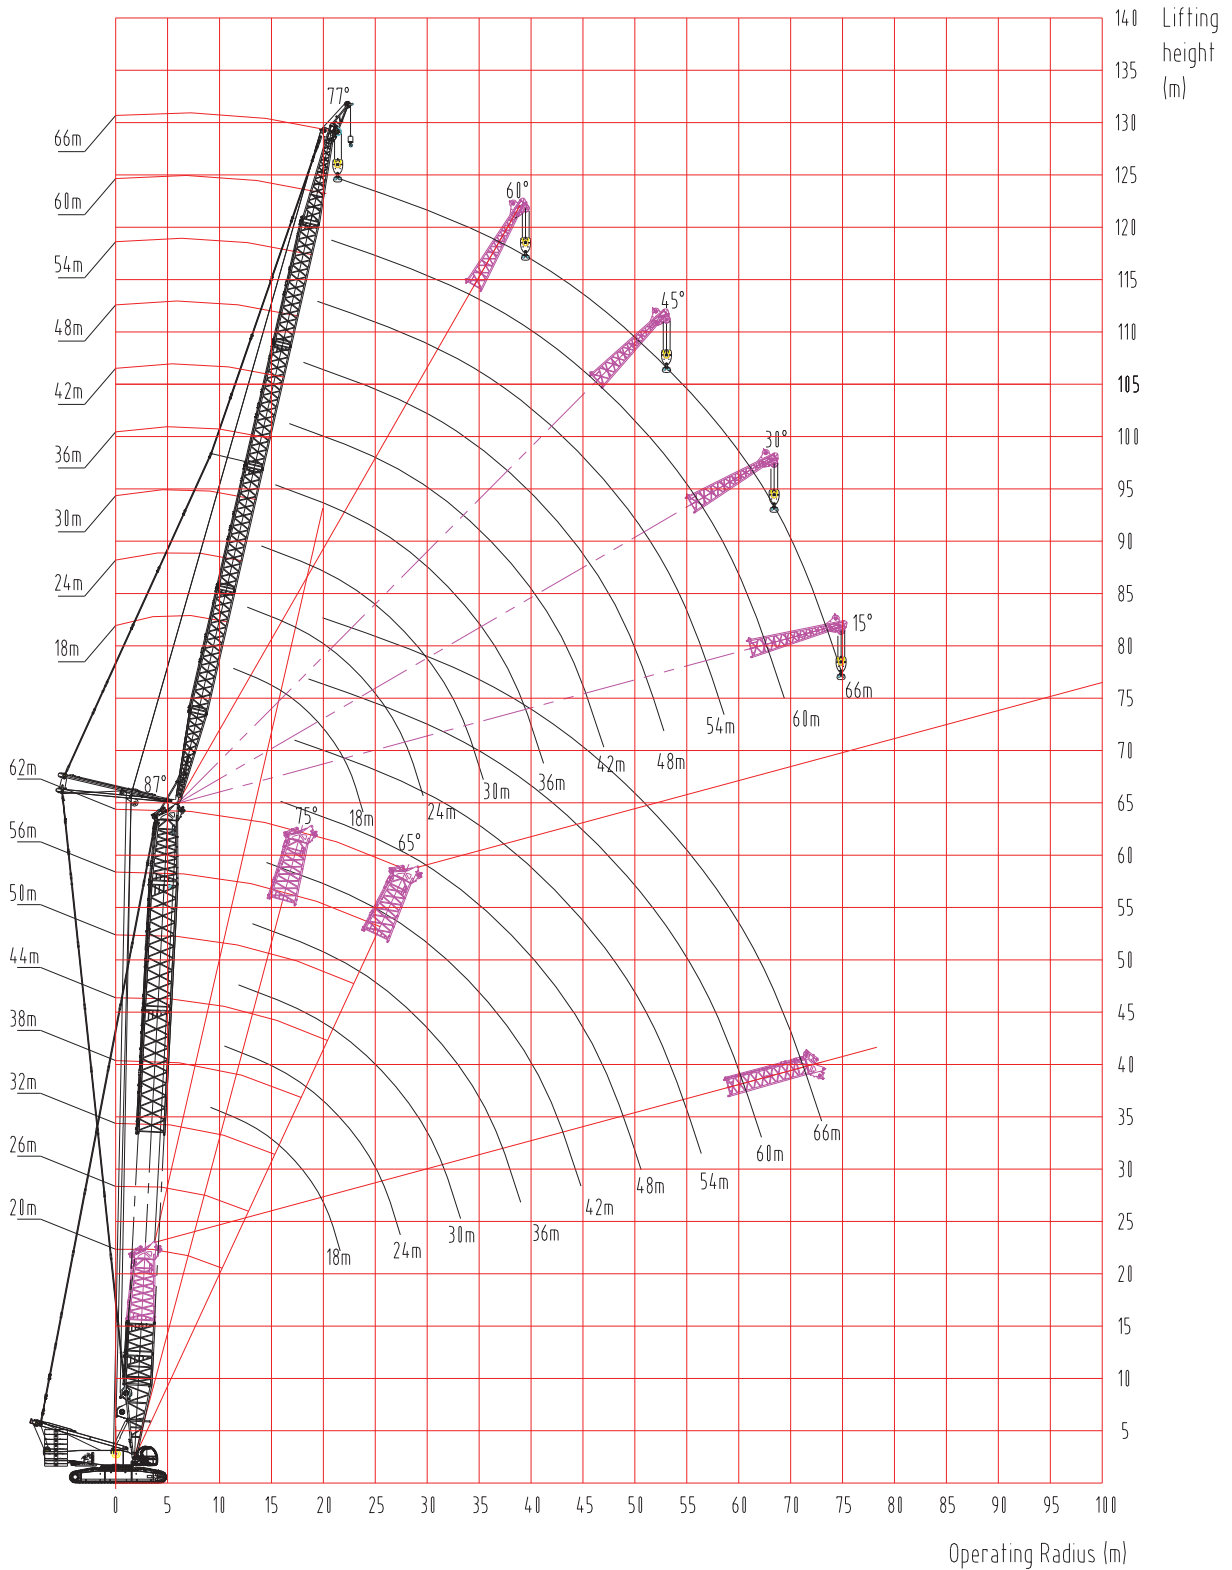 140 Lifting
height
(m)
135
77°
130
66m
125
60m
60°
120
54m
115
48m
45°
110
42m
105
36m
100
30°
95
30m
90
24m
85
18m
80
15°
66m
75
60m
54m
48m
42m
70
62m
87°
36m
30m
24m
18m
65
56m
75°
65°
60
50m
55
44m
50
38m
45
32m
40
26m
35
66m
60m
54m
48m
42m
36m
30m
24m
18m
30
20m
25
20
15
10
5
0 5 10 15 20 25 30 35 40 45 50 55 60 65 70 75 80 85 90 95 100
Operating Radius (m)